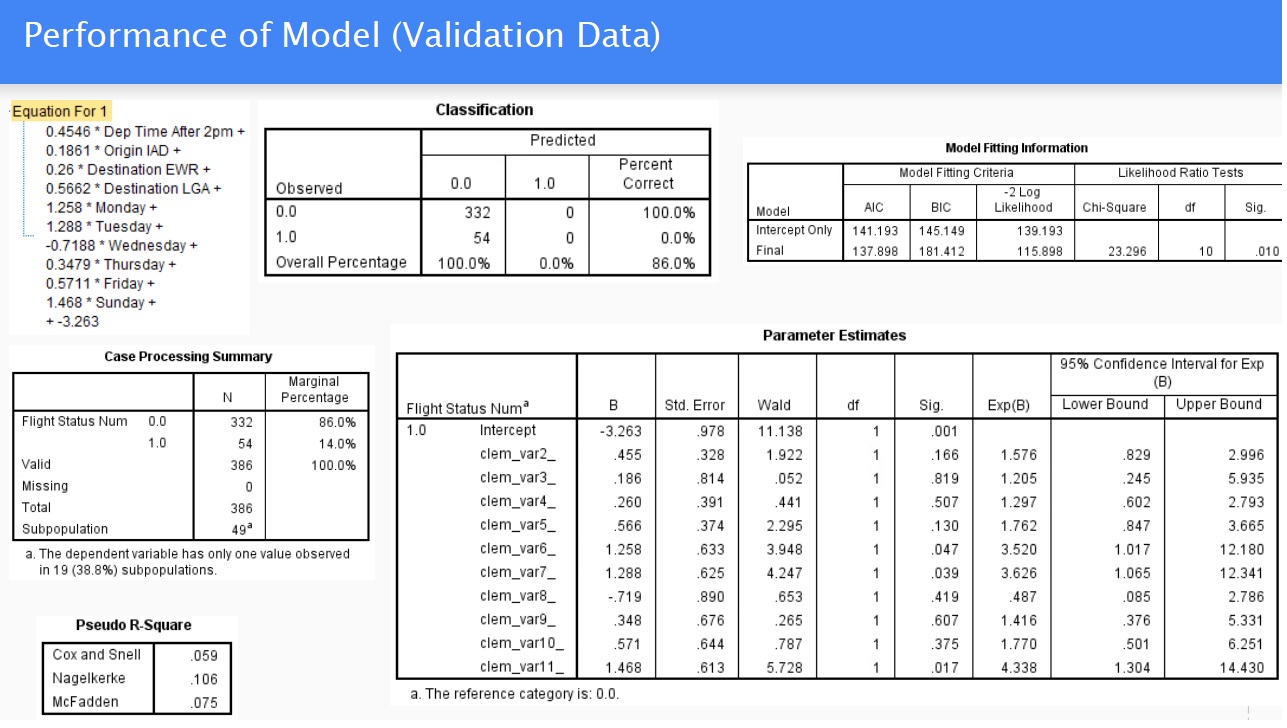 Performance of Model (Validation Data)
Equation For 1
0.4546 * Dep Time After 2pm +
0.1861 * Origin IAD +
0.26 * Destination EWR +
0.5662 * Destination LGA +
1.258 * Monday +
1.288 * Tuesday +
-0.7188 * Wednesday +
0.3479 * Thursday +
0.5711 * Friday +
1.468 * Sunday +
+ -3.263
Classification
Predicted
Observed 0.0 1.0 Percent Correct
0.0 332 0 100.0%
1.0 54 0 0.0%
Overall Percentage 100.0% 0.0% 86.0%
Model Fitting Information
Model Fitting Criteria Likelihood Ratio Tests
Model AIC BIC -2 Log Likelihood Chi-Square df Sig.
Intercept Only 141.193 145.149 139.193
Final 137.898 181.412 115.898 23.296 10 .010
Case Processing Summary
N Marginal Percentage
Flight Status Num 0.0 332 86.0%
1.0 54 14.0%
Valid 386 100.0%
Missing 0
Total 386
Subpopulation 49a
a. The dependent variable has only one value observed
in 19 (38.8%) subpopulations.
Pseudo R-Square
Cox and Snell .059
Nagelkerke .106
McFadden .075
Parameter Estimates
95% Confidence Interval for Exp
(B)
Flight Status Numa B Std. Error Wald df Sig. Exp(B) Lower Bound Upper Bound
1.0 Intercept -3.263 .978 11.138 1 .001
clem_var2_ .455 .328 1.922 1 .166 1.576 .829 2.996
clem_var3_ .186 .814 .052 1 .819 1.205 .245 5.935
clem_var4_ .260 .391 .441 1 .507 1.297 .602 2.793
clem_var5_ .566 .374 2.295 1 .130 1.762 .847 3.665
clem_var6_ 1.258 .633 3.948 1 .047 3.520 1.017 12.180
clem_var7_ 1.288 .625 4.247 1 .039 3.626 1.065 12.341
clem_var8_ -.719 .890 .653 1 .419 .487 .085 2.786
clem_var9_ .348 .676 .265 1 .607 1.416 .376 5.331
clem_var10_ .571 .644 .787 1 .375 1.770 .501 6.251
clem_var11_ 1.468 .613 5.728 1 .017 4.338 1.304 14.430
a. The reference category is: 0.0.